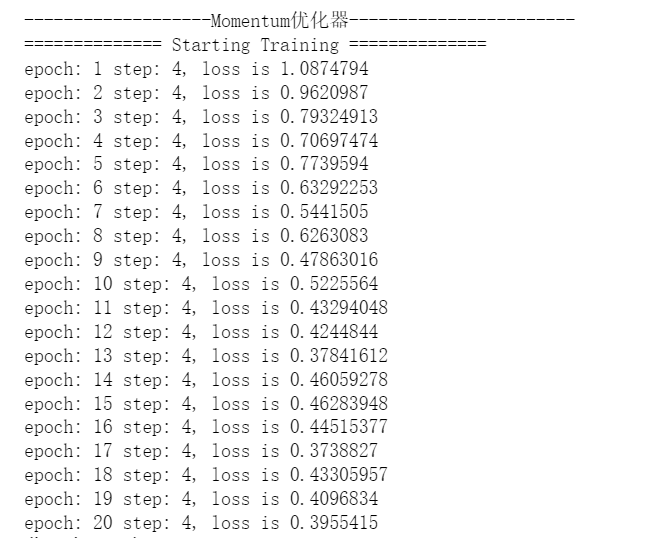 -------------------Momentum优化器-----------------------
============== Starting Training ==============
epoch: 1 step: 4, loss is 1.0874794
epoch: 2 step: 4, loss is 0.9620987
epoch: 3 step: 4, loss is 0.79324913
epoch: 4 step: 4, loss is 0.70697474
epoch: 5 step: 4, loss is 0.7739594
epoch: 6 step: 4, loss is 0.63292253
epoch: 7 step: 4, loss is 0.5441505
epoch: 8 step: 4, loss is 0.6263083
epoch: 9 step: 4, loss is 0.47863016
epoch: 10 step: 4, loss is 0.5225564
epoch: 11 step: 4, loss is 0.43294048
epoch: 12 step: 4, loss is 0.4244844
epoch: 13 step: 4, loss is 0.37841612
epoch: 14 step: 4, loss is 0.46059278
epoch: 15 step: 4, loss is 0.46283948
epoch: 16 step: 4, loss is 0.44515377
epoch: 17 step: 4, loss is 0.3738827
epoch: 18 step: 4, loss is 0.43305957
epoch: 19 step: 4, loss is 0.4096834
epoch: 20 step: 4, loss is 0.3955415